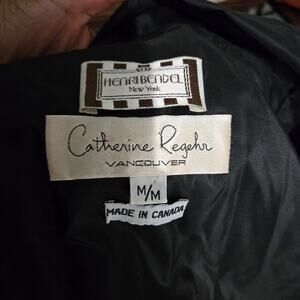 HENRI BENDEL
New York
Catherine Regehr
VANCOUVER
M/M
MADE IN CANADA